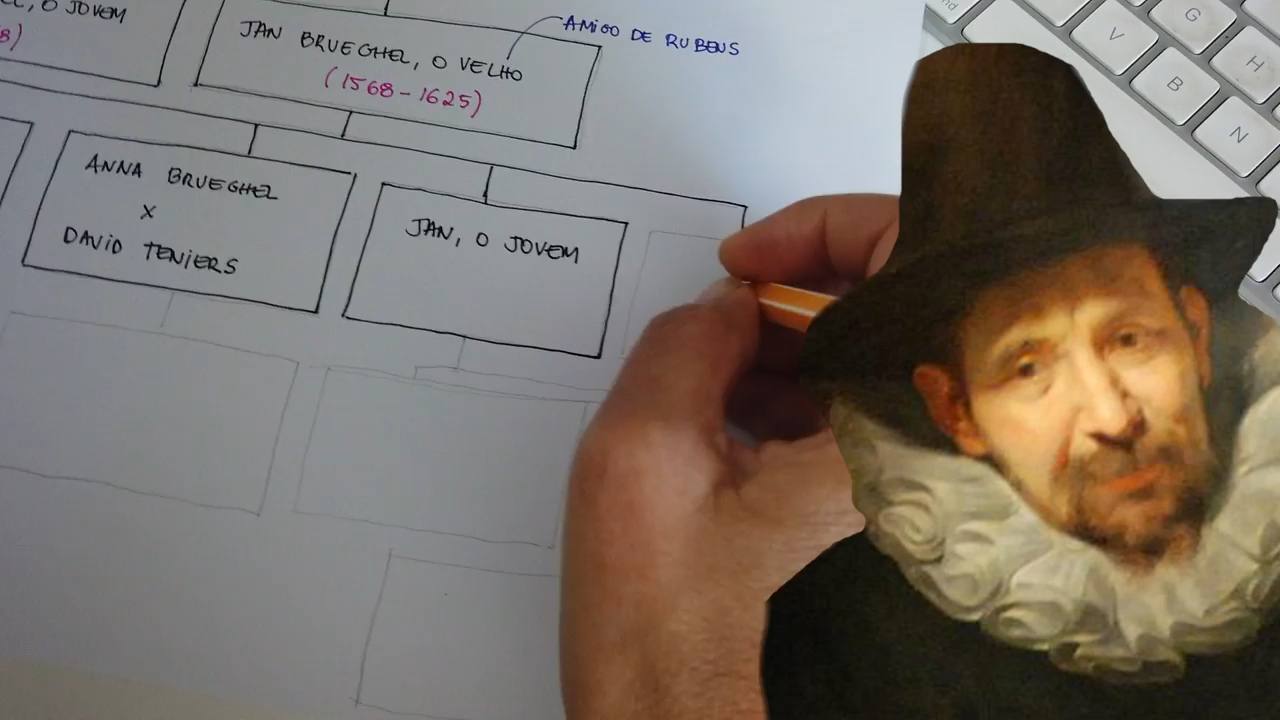 O JOVEM
8)
JAN BRUEGHEL, O VELHO
(1568-1625)
AMIGO DE RUBENS
ANNA BRUEGHEL
X
DAVID TENIERS
JAN, O JOVEM
V
G
B
H
N